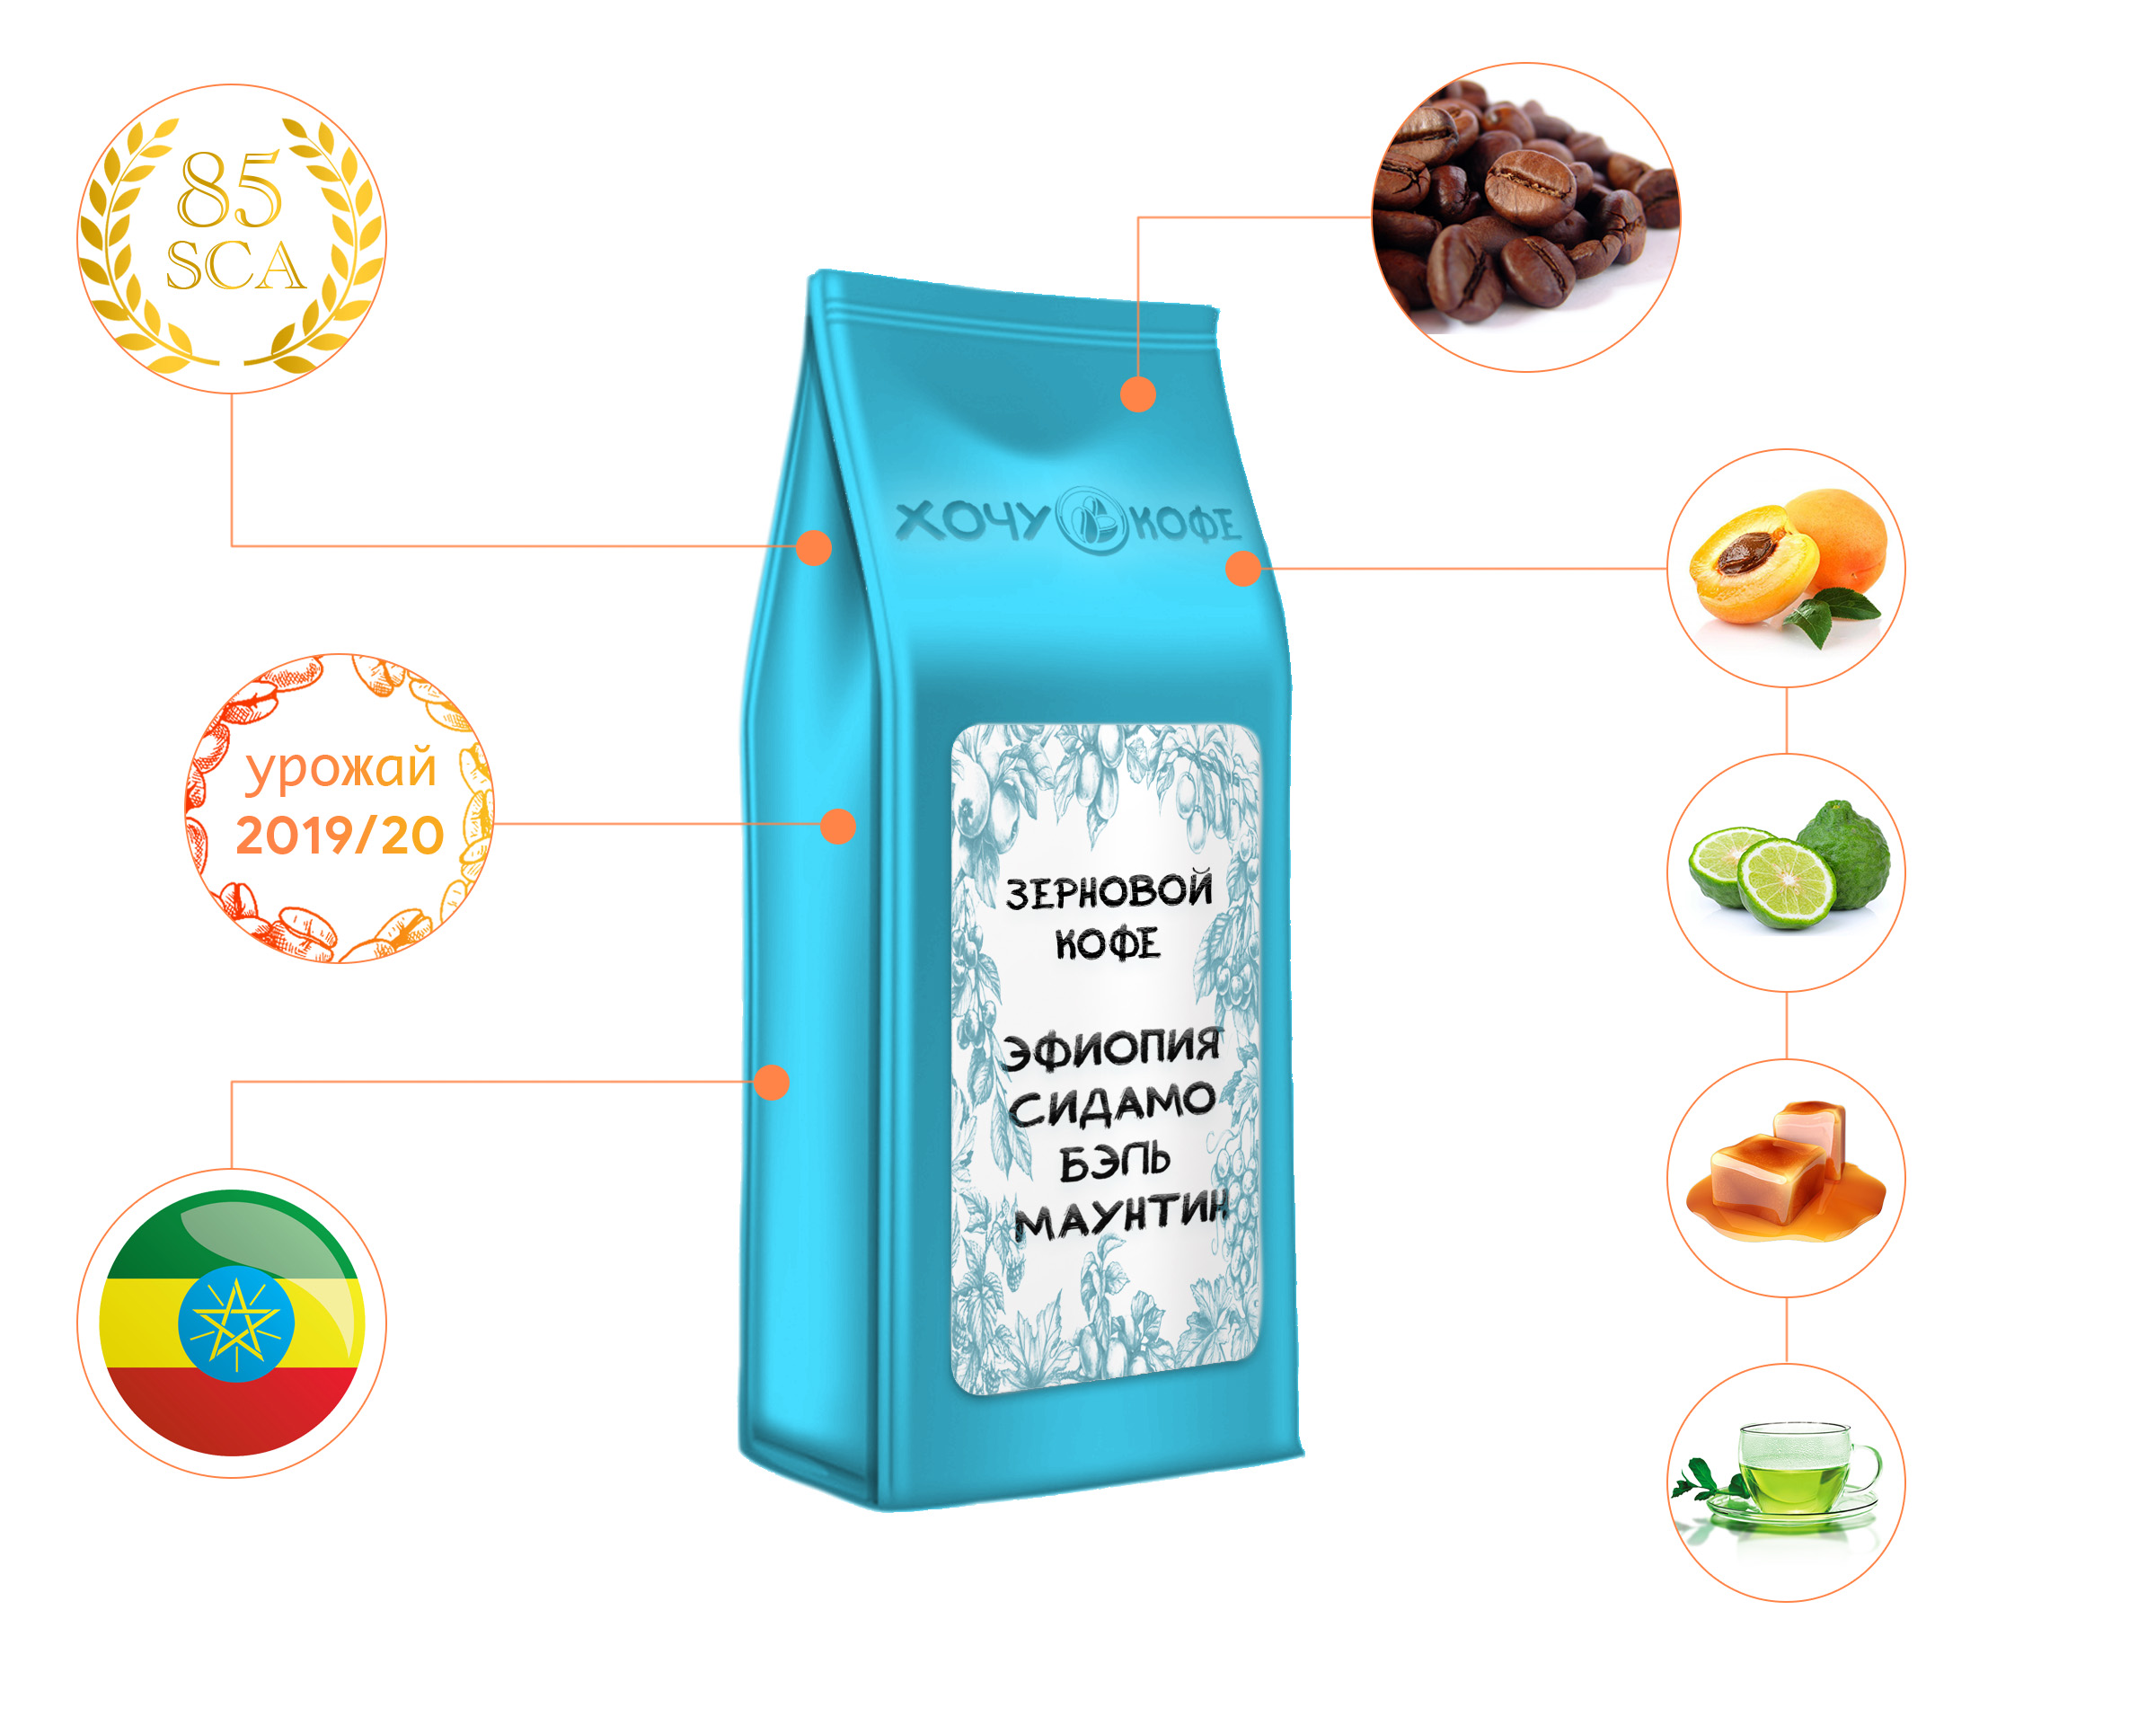 85
SCA
ХОЧУ КОФЕ
урожай
2019/20
ЗЕРНОВОЙ
КОФЕ
ЭФИОПИЯ
СИДАМО
БЭЛЬ
МАУНТИН